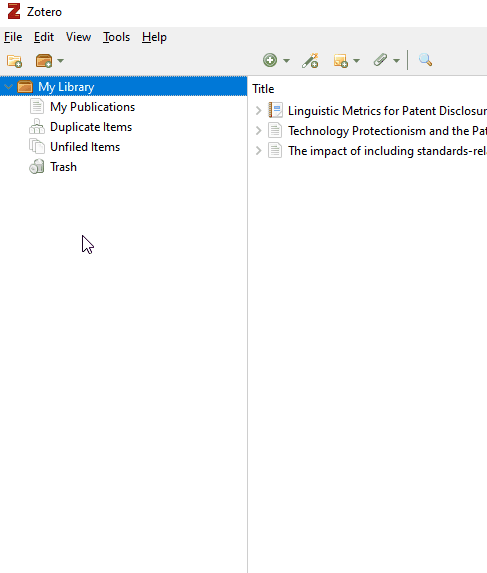 Zotero
File Edit View Tools Help
My Library
My Publications
Duplicate Items
Unfiled Items
Trash
Title
Linguistic Metrics for Patent Disclosur
Technology Protectionism and the Pat
The impact of including standards-rel